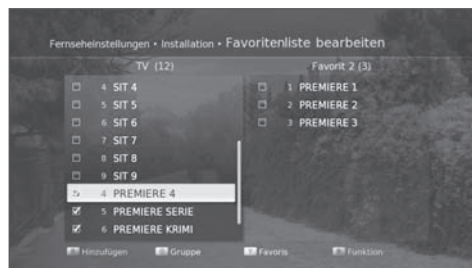 Fernseheinstellungen • Installation • Favoritenliste bearbeiten
TV (12)
4 SIT 4
5 SIT 5
6 SIT 6
7 SIT 7
8 SIT 8
9 SIT 9
4 PREMIERE 4
5 PREMIERE SERIE
6 PREMIERE KRIMI
Favorit 2 (3)
1 PREMIERE 1
2 PREMIERE 2
3 PREMIERE 3
Hinzufügen Gruppe Favoris Funktion